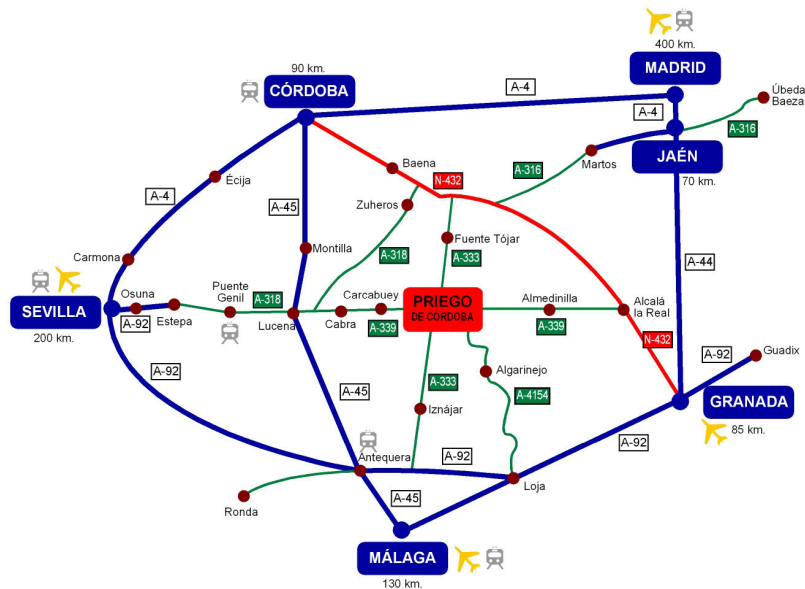 400 km.
MADRID
90 km.
CÓRDOBA
A-4
A-4
Úbeda
Baeza
A-316
JAÉN
70 km.
Martos
A-316
Baena
N-432
Écija
A-4
A-45
Zuheros
Montilla
A-318
Fuente Tójar
A-333
A-44
Carmona
SEVILLA
200 km.
Osuna
A-92
Estepa
Puente
Genil
A-318
Lucena
Cabra
Carcabuey
A-339
PRIEGO
DE CÓRDOBA
Almedinilla
A-339
Alcalá
la Real
N-432
A-92
Guadix
GRANADA
85 km.
A-92
A-45
A-333
Iznájar
Algarinejo
A-4154
A-92
Antequera
A-92
Loja
A-45
Ronda
MÁLAGA
130 km.